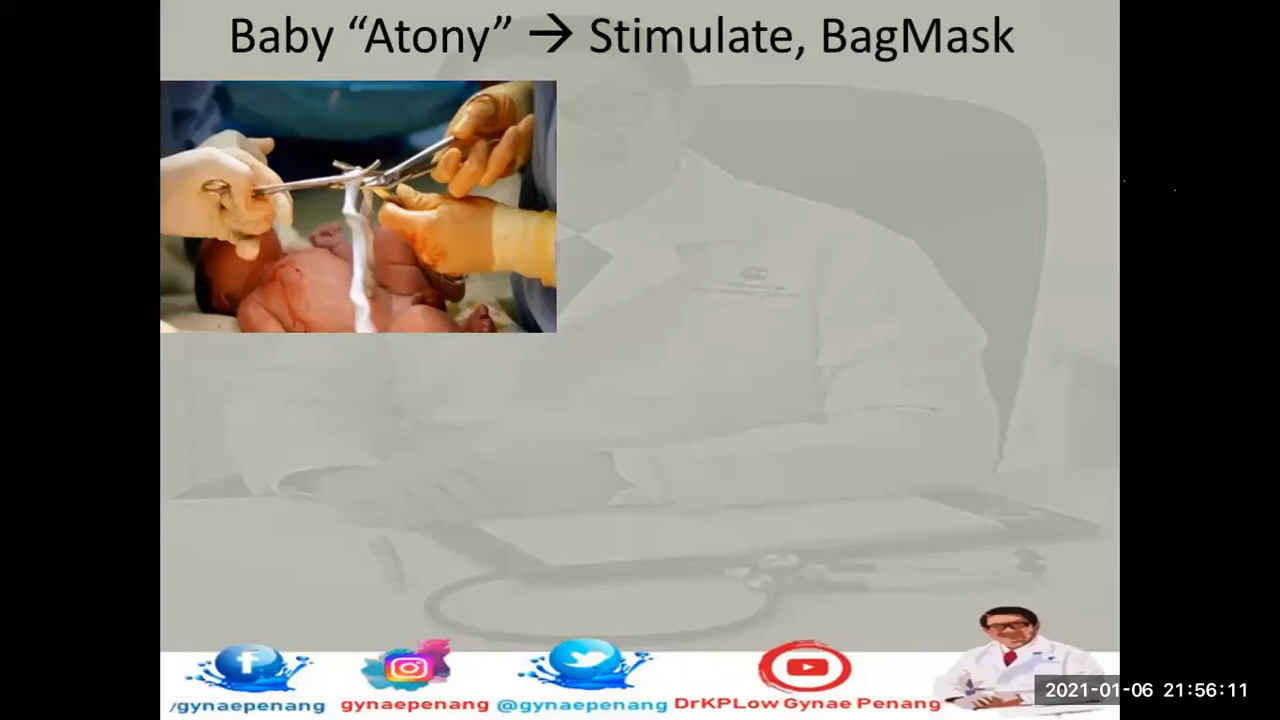 Baby “Atony” → Stimulate, BagMask
/gynaepenang gynaepenang @gynaepenang DrKPLow Gynae Penang
2021-01-06 21:56:11